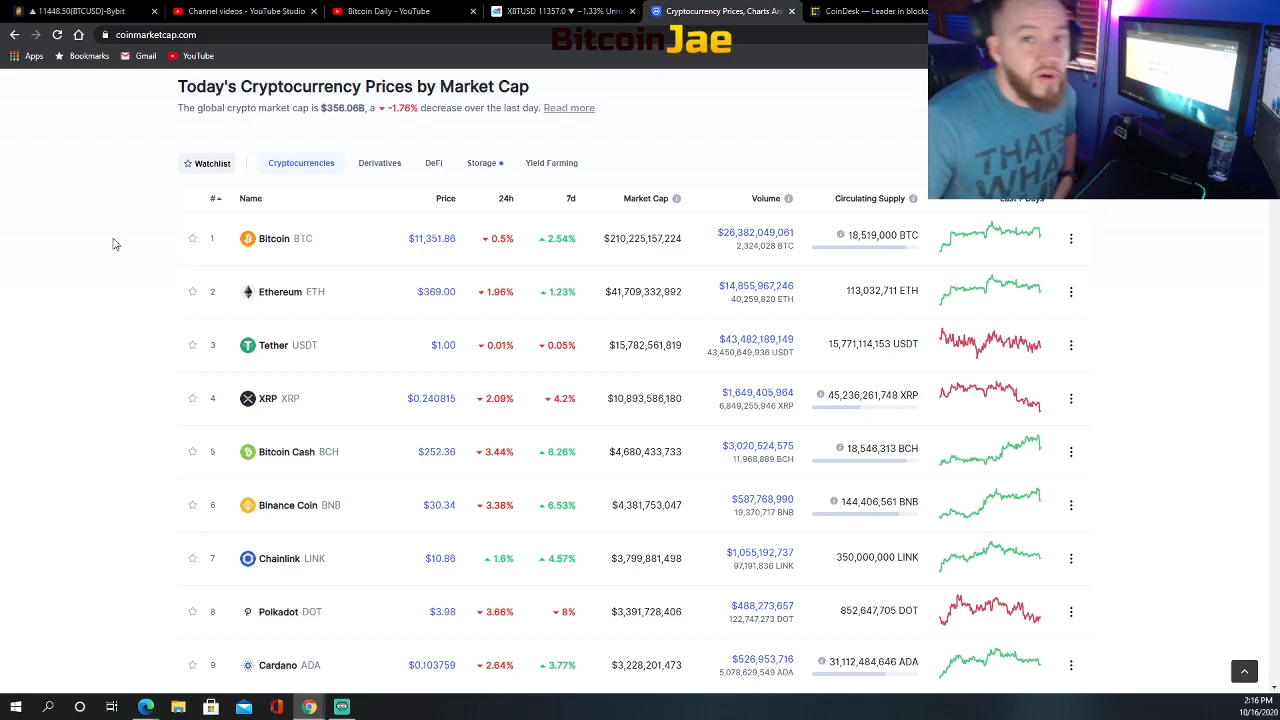 11448.50(BTCUSD)-Bybit
Channel videos - YouTube
Bitcoin Daily - YouTube
XBTUSD 11357.0 ▼ −1.33% Unna
Cryptocurrency Prices, Charts A
CoinDesk — Leader in blockc
coinmarketcap.com
BitcoinJae
Apps Bookmarks Gmail YouTube
Today's Cryptocurrency Prices by Market Cap
The global crypto market cap is $356.06B, a ▼ -1.76% decrease over the last day. Read more
THAT'S
WHA
Watchlist Cryptocurrencies Derivatives DeFi Storage Yield Farming
# Name Price 24h 7d Market Cap Volume Circulating Supply Last 7 Days
1 Bitcoin BTC $11,351.86 0.5% 2.54% $210,225,157,224 $26,382,049,061 18,519,000 BTC
2,324,028 BTC
2 Ethereum ETH $369.00 1.96% 1.23% $41,709,332,992 $14,855,967,246 113,032,711 ETH
40,259,820 ETH
3 Tether USDT $1.00 0.01% 0.05% $15,782,561,819 $43,482,189,149 15,771,114,153 USDT
43,450,649,936 USDT
4 XRP XRP $0.240815 2.09% 4.2% $10,893,586,180 $1,649,405,964 45,236,261,748 XRP
6,849,255,946 XRP
5 Bitcoin Cash BCH $252.36 3.44% 6.26% $4,680,433,733 $3,020,524,575 18,546,313 BCH
11,968,889 BCH
6 Binance Coin BNB $30.34 3.38% 6.53% $4,381,753,047 $587,768,990 144,406,561 BNB
19,370,717 BNB
7 Chainlink LINK $10.86 1.6% 4.57% $3,799,881,498 $1,055,192,737 350,000,000 LINK
97,191,836 LINK
8 Polkadot DOT $3.98 3.66% 8% $3,391,728,406 $488,273,657 852,647,705 DOT
122,747,273 DOT
9 Cardano ADA $0.103759 2.64% 3.77% $3,228,201,473 $526,953,716 31,112,484,646 ADA
5,078,629,549 ADA
2:16 PM
10/16/2020